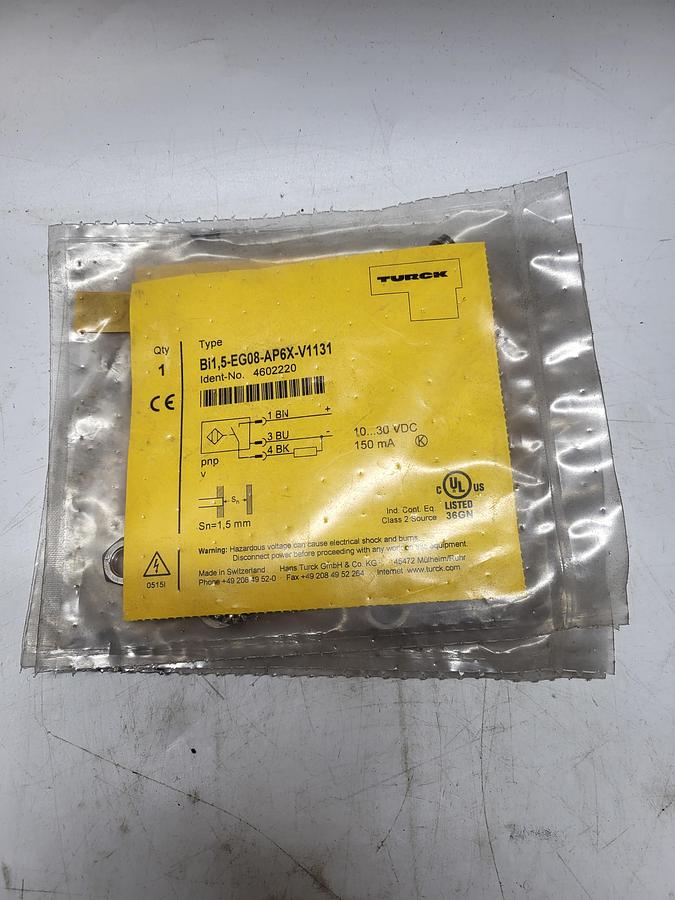 TURCK
Type
Qty
1
Bi1,5-EG08-AP6X-V1131
Ident-No. 4602220
CE
1 BN +
3 BU -
4 BK
pnp
v
10...30 VDC
150 mA K
Sn
Sn=1,5 mm
C UL US
LISTED
36GN
Ind. Cont. Eq.
Class 2 Source
Warning: Hazardous voltage can cause electrical shock and burns.
Disconnect power before proceeding with any work on this equipment.
0515I
Made in Switzerland Hans Turck GmbH & Co. KG 45472 Mülheim/Ruhr
Phone +49 208 49 52-0 Fax +49 208 49 52 264 Internet www.turck.com